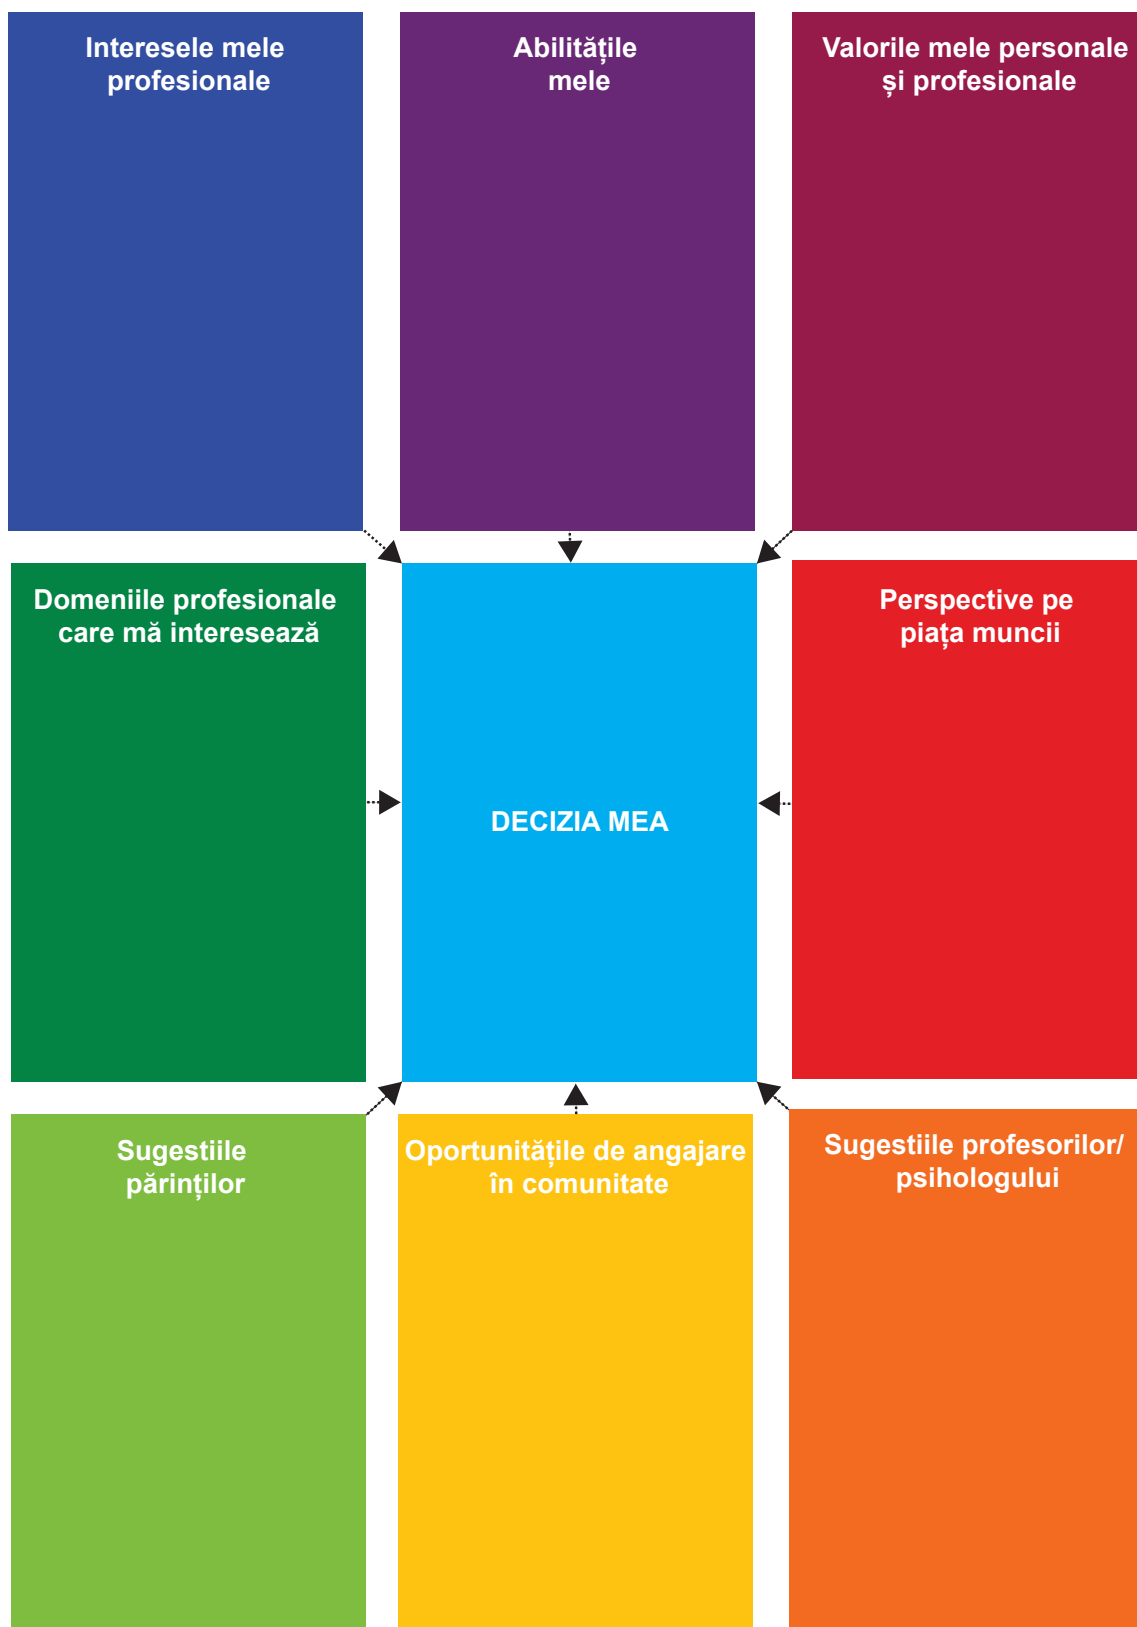 Interesele mele
profesionale
Abilitățile
mele
Valorile mele personale
și profesionale
Domeniile profesionale
care mă interesează
DECIZIA MEA
Perspective pe
piața muncii
Sugestiile
părinților
Oportunitățile de angajare
în comunitate
Sugestiile profesorilor/
psihologului